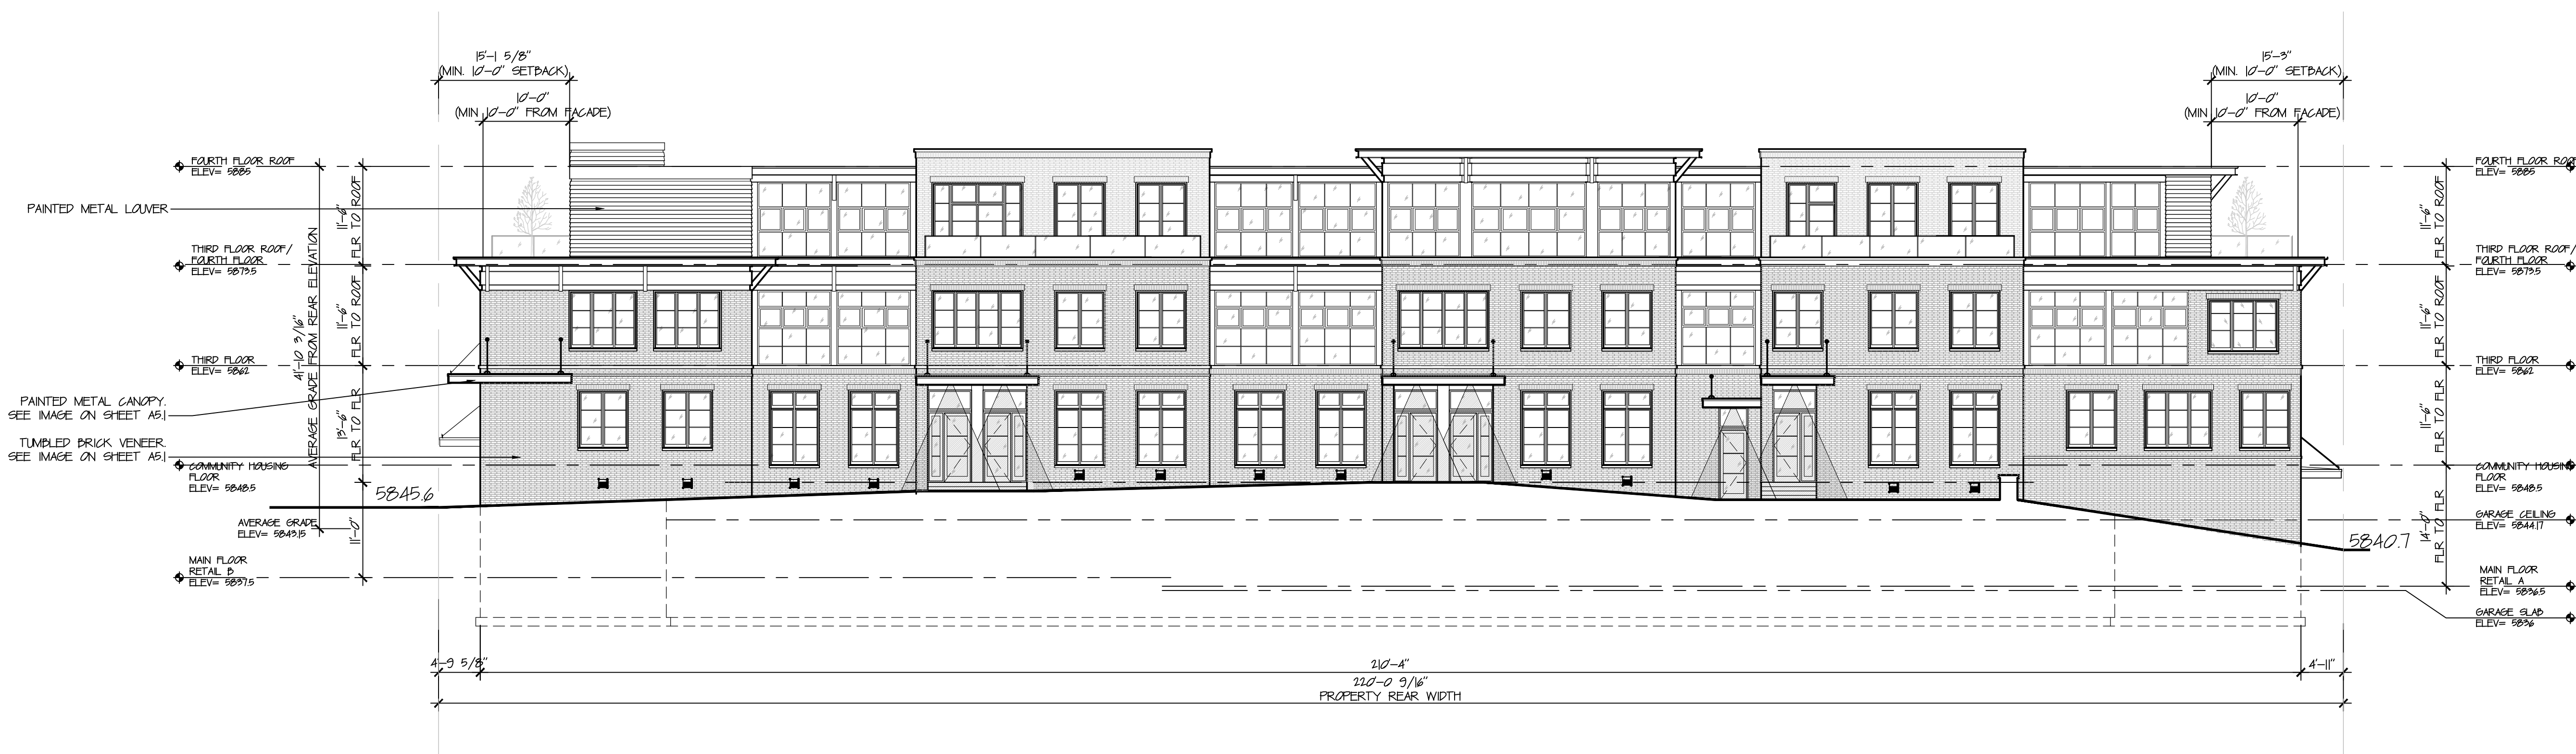 15'-1 5/8"
(MIN. 10'-0" SETBACK)
10'-0"
(MIN 10'-0" FROM FACADE)
15'-3"
(MIN. 10'-0" SETBACK)
10'-0"
(MIN 10'-0" FROM FACADE)
FOURTH FLOOR ROOF
ELEV= 5885
PAINTED METAL LOUVER
THIRD FLOOR ROOF/
FOURTH FLOOR
ELEV= 5873.5
THIRD FLOOR
ELEV= 5862
PAINTED METAL CANOPY.
SEE IMAGE ON SHEET A5.1
TUMBLED BRICK VENEER.
SEE IMAGE ON SHEET A5.1
COMMUNITY HOUSING
FLOOR
ELEV= 5848.5
5845.6
AVERAGE GRADE
ELEV= 5843.15
MAIN FLOOR
RETAIL B
ELEV= 5837.5
41'-10 3/16"
AVERAGE GRADE FROM REAR ELEVATION
11'-6"
FLR TO ROOF
11'-6"
FLR TO ROOF
13'-6"
FLR TO FLR
11'-0"
FOURTH FLOOR ROOF
ELEV= 5885
THIRD FLOOR ROOF/
FOURTH FLOOR
ELEV= 5873.5
THIRD FLOOR
ELEV= 5862
COMMUNITY HOUSING
FLOOR
ELEV= 5848.5
GARAGE CEILING
ELEV= 5844.17
5840.7
MAIN FLOOR
RETAIL A
ELEV= 5836.5
GARAGE SLAB
ELEV= 5836
11'-6"
FLR TO ROOF
11'-6"
FLR TO ROOF
11'-6"
FLR TO FLR
14'-0"
FLR TO FLR
4'-9 5/8"
210'-4"
4'-11"
220'-0 9/16"
PROPERTY REAR WIDTH